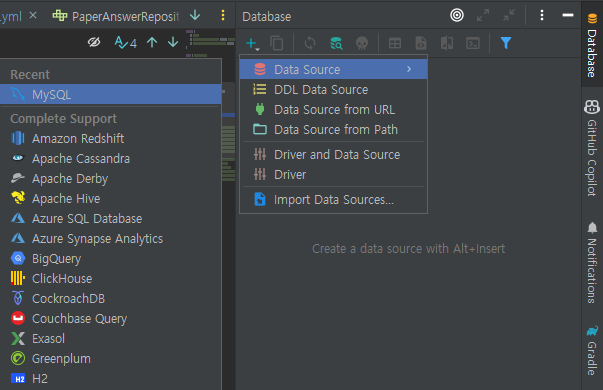 .yml
PaperAnswerReposit
4
Recent
MySQL
Complete Support
Amazon Redshift
Apache Cassandra
Apache Derby
Apache Hive
Azure SQL Database
Azure Synapse Analytics
BigQuery
ClickHouse
CockroachDB
Couchbase Query
Exasol
Greenplum
H2
Database
Data Source
DDL Data Source
Data Source from URL
Data Source from Path
Driver and Data Source
Driver
Import Data Sources...
Create a data source with Alt+Insert
Database
GitHub Copilot
Notifications
Gradle